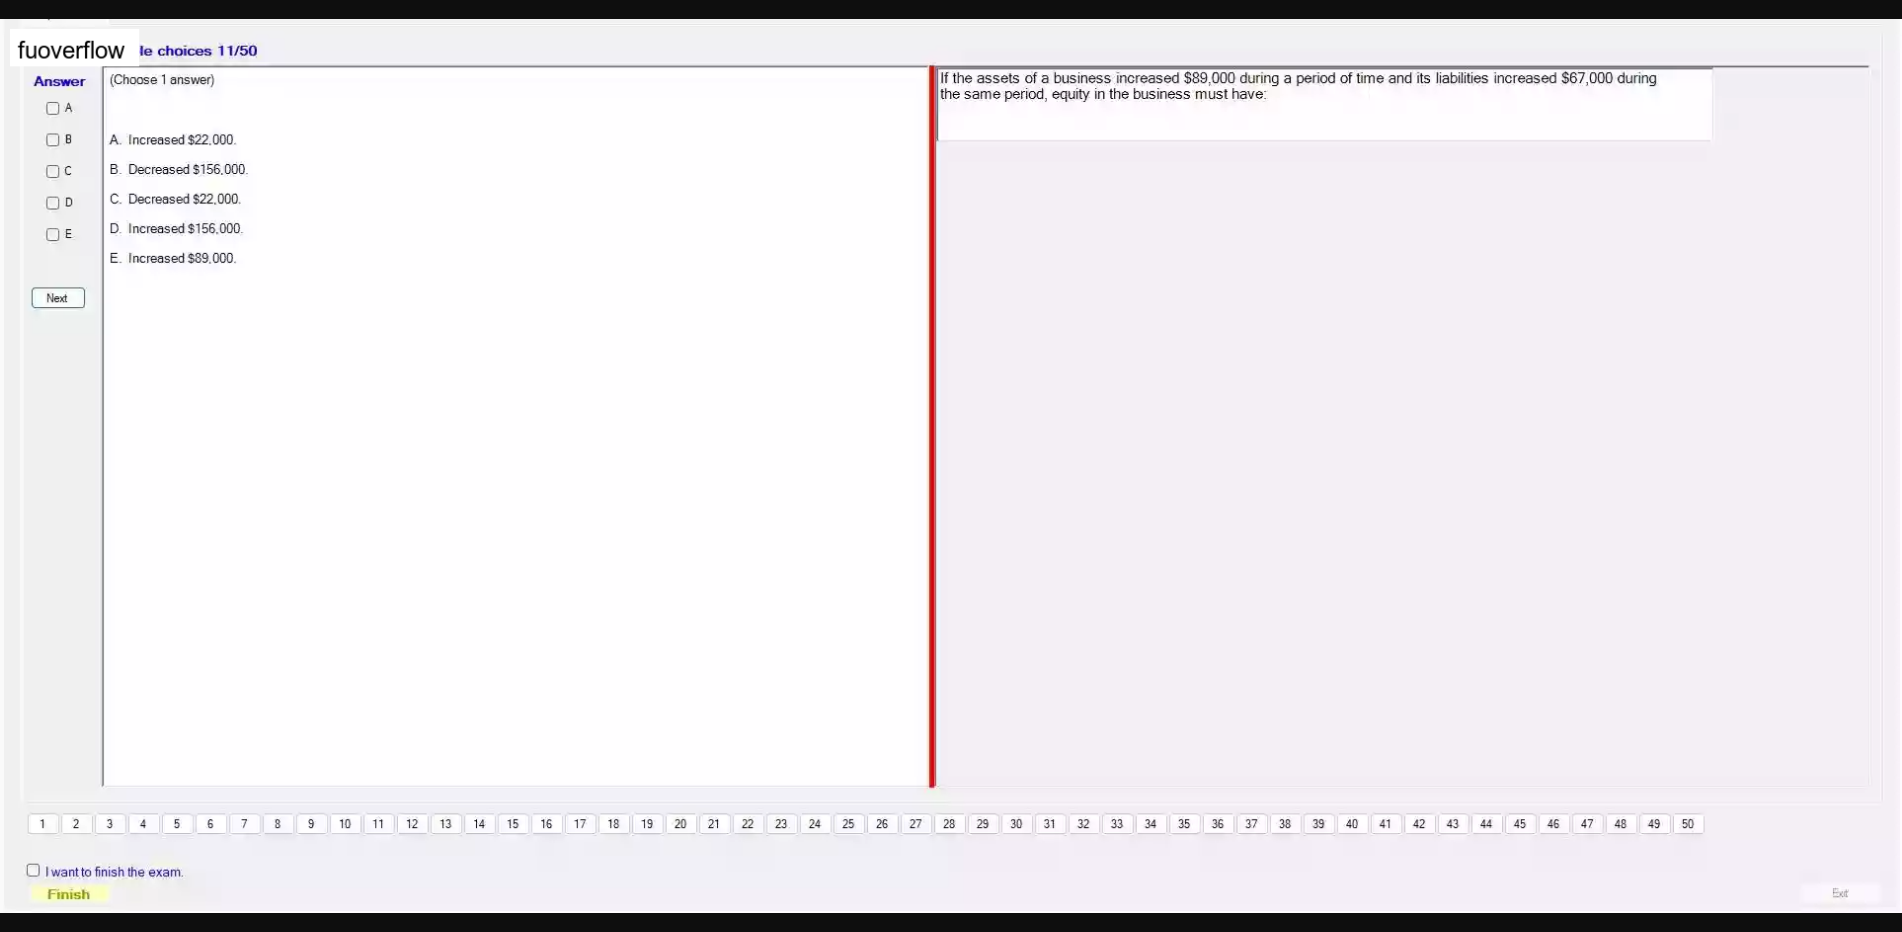 fuoverflow
le choices 11/50
Answer
A
B
C
D
E
Next
(Choose 1 answer)
A. Increased $22,000.
B. Decreased $156,000.
C. Decreased $22,000.
D. Increased $156,000.
E. Increased $89,000.
If the assets of a business increased $89,000 during a period of time and its liabilities increased $67,000 during
the same period, equity in the business must have:
1 2 3 4 5 6 7 8 9 10 11 12 13 14 15 16 17 18 19 20 21 22 23 24 25 26 27 28 29 30 31 32 33 34 35 36 37 38 39 40 41 42 43 44 45 46 47 48 49 50
I want to finish the exam.
Finish
Exit